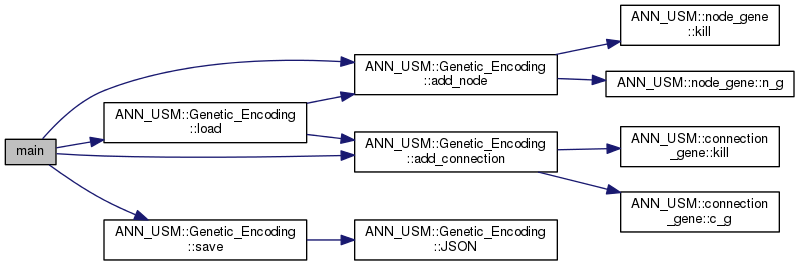 main
ANN_USM::Genetic_Encoding
::load
ANN_USM::Genetic_Encoding
::save
ANN_USM::Genetic_Encoding
::add_node
ANN_USM::Genetic_Encoding
::add_connection
ANN_USM::Genetic_Encoding
::JSON
ANN_USM::node_gene
::kill
ANN_USM::node_gene::n_g
ANN_USM::connection
_gene::kill
ANN_USM::connection
_gene::c_g